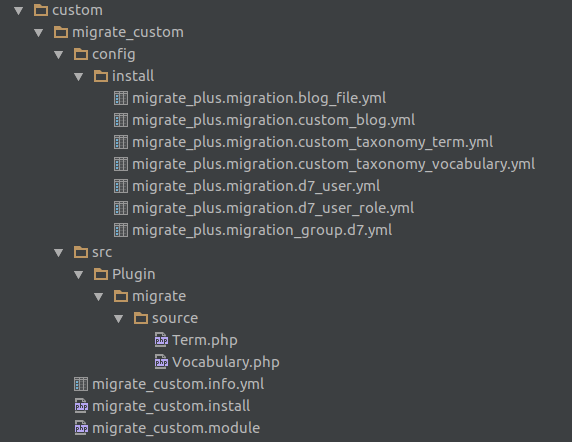 custom
migrate_custom
config
install
migrate_plus.migration.blog_file.yml
migrate_plus.migration.custom_blog.yml
migrate_plus.migration.custom_taxonomy_term.yml
migrate_plus.migration.custom_taxonomy_vocabulary.yml
migrate_plus.migration.d7_user.yml
migrate_plus.migration.d7_user_role.yml
migrate_plus.migration_group.d7.yml
src
Plugin
migrate
source
Term.php
Vocabulary.php
migrate_custom.info.yml
migrate_custom.install
migrate_custom.module